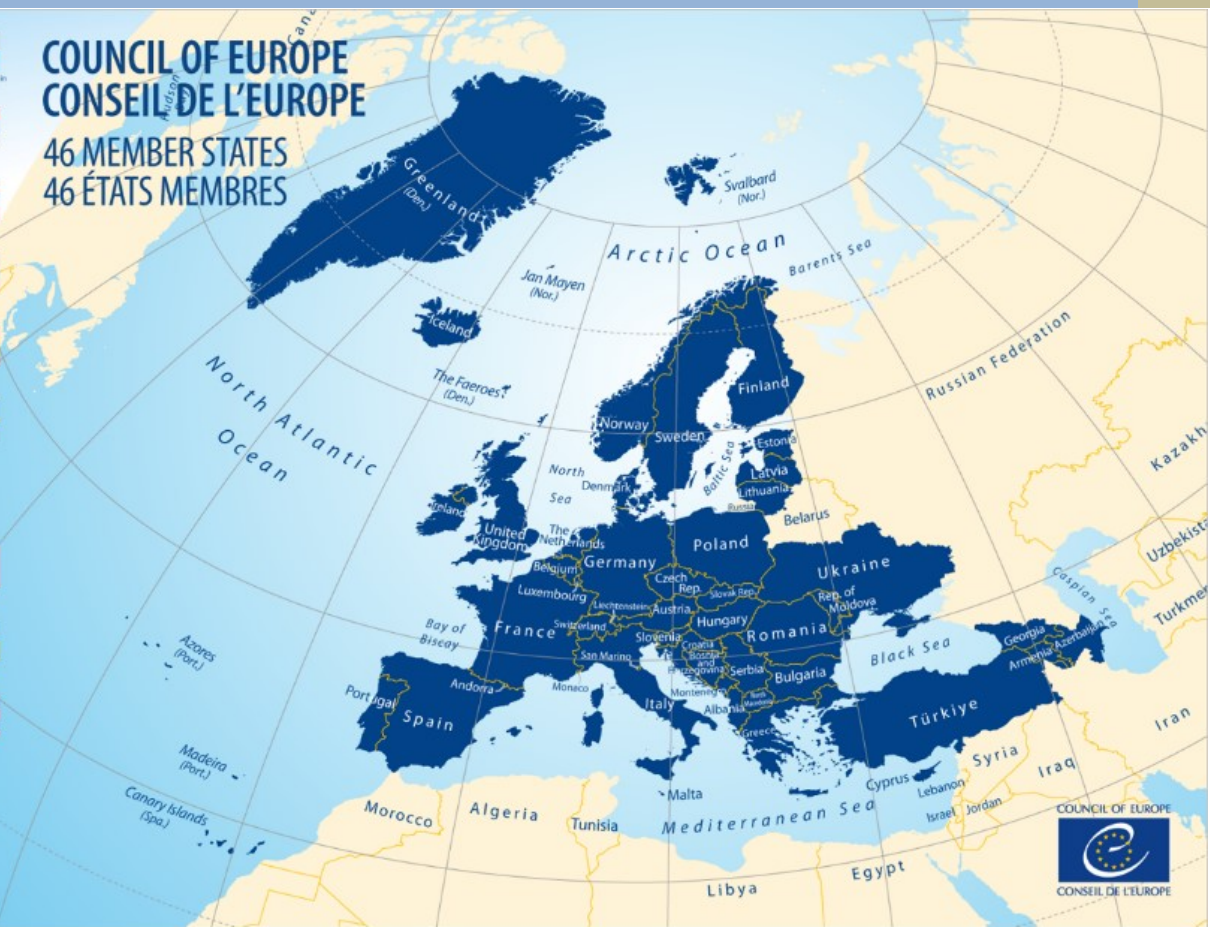 COUNCIL OF EUROPE
CONSEIL DE L'EUROPE
46 MEMBER STATES
46 ÉTATS MEMBRES
Hudson
Greenland
(Den.)
Svalbard
(Nor.)
Arctic Ocean
Barents Sea
Jan Mayen
(Nor.)
Iceland
Russian Federation
North Atlantic
Ocean
The Faeroes
(Den.)
Finland
Norway
Sweden
Estonia
Baltic Sea
Latvia
Lithuania
Russia
Kazakh
North
Sea
Denmark
Ireland
United
Kingdom
The
Netherlands
Belarus
Poland
Germany
Belgium
Ukraine
Uzbekista
Czech
Rep.
Slovak Rep.
Luxembourg
Liechtenstein
Austria
Rep. of
Moldova
Caspian Sea
Turkmen
Bay of
Biscay
France
Switzerland
Hungary
Romania
Slovenia
Croatia
Bosnia
and
Herzegovina
San Marino
Serbia
Bulgaria
Black Sea
Georgia
Azerbaijan
Armenia
Azores
(Port.)
Portugal
Spain
Andorra
Monaco
Italy
Montenegro
Albania
North
Macedonia
Greece
Türkiye
Iran
Madeira
(Port.)
Canary Islands
(Spa.)
Malta
Mediterranean Sea
Cyprus
Lebanon
Syria
Iraq
Israel
Jordan
Morocco
Algeria
Tunisia
Libya
Egypt
COUNCIL OF EUROPE
CONSEIL DE L'EUROPE